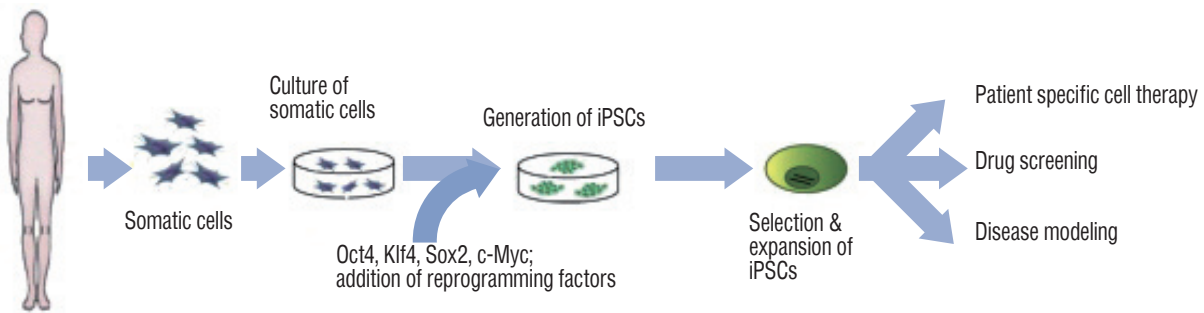 Somatic cells
Culture of
somatic cells
Oct4, Klf4, Sox2, c-Myc;
addition of reprogramming factors
Generation of iPSCs
Selection &
expansion of
iPSCs
Patient specific cell therapy
Drug screening
Disease modeling